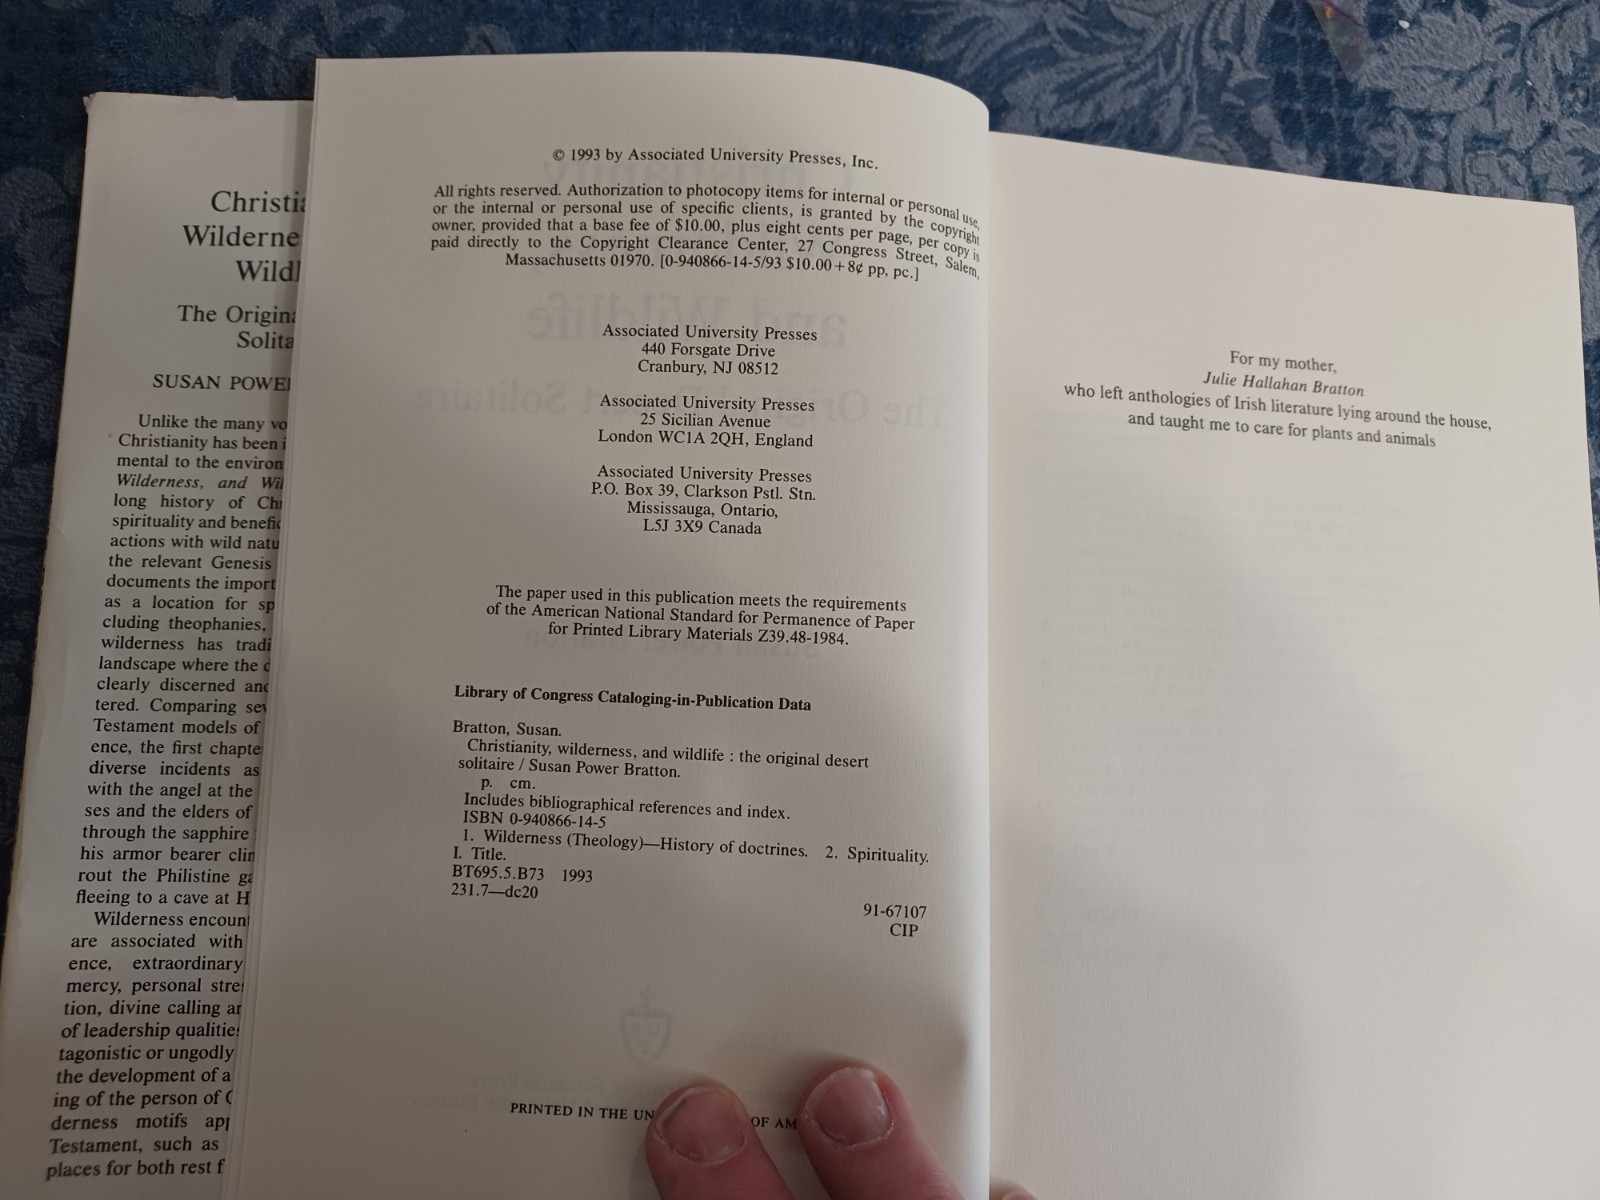 Christia
Wilderne
Wildl
The Origina
Solita
SUSAN POWER
Unlike the many vo
Christianity has been i
mental to the environ
Wilderness, and Wil
long history of Chr
spirituality and benefic
actions with wild natu
the relevant Genesis
documents the import
as a location for sp
cluding theophanies,
wilderness has tradi
landscape where the d
clearly discerned and
tered. Comparing sev
Testament models of
ence, the first chapte
diverse incidents as
with the angel at the
ses and the elders of
through the sapphire
his armor bearer clim
rout the Philistine ga
fleeing to a cave at H
Wilderness encoun
are associated with
ence, extraordinary
mercy, personal stre
tion, divine calling an
of leadership qualities
tagonistic or ungodly
the development of a
ing of the person of C
derness motifs app
Testament, such as
places for both rest f
© 1993 by Associated University Presses, Inc.
All rights reserved. Authorization to photocopy items for internal or personal use,
or the internal or personal use of specific clients, is granted by the copyright
owner, provided that a base fee of $10.00, plus eight cents per page, per copy is
paid directly to the Copyright Clearance Center, 27 Congress Street, Salem,
Massachusetts 01970. [0-940866-14-5/93 $10.00 + 8¢ pp, pc.]
Associated University Presses
440 Forsgate Drive
Cranbury, NJ 08512
Associated University Presses
25 Sicilian Avenue
London WC1A 2QH, England
Associated University Presses
P.O. Box 39, Clarkson Pstl. Stn.
Mississauga, Ontario,
L5J 3X9 Canada
The paper used in this publication meets the requirements
of the American National Standard for Permanence of Paper
for Printed Library Materials Z39.48-1984.
Library of Congress Cataloging-in-Publication Data
Bratton, Susan.
Christianity, wilderness, and wildlife : the original desert
solitaire / Susan Power Bratton.
p. cm.
Includes bibliographical references and index.
ISBN 0-940866-14-5
1. Wilderness (Theology)—History of doctrines. 2. Spirituality.
I. Title.
BT695.5.B73 1993
231.7—dc20
91-67107
CIP
PRINTED IN THE UN OF AM
For my mother,
Julie Hallahan Bratton
who left anthologies of Irish literature lying around the house,
and taught me to care for plants and animals